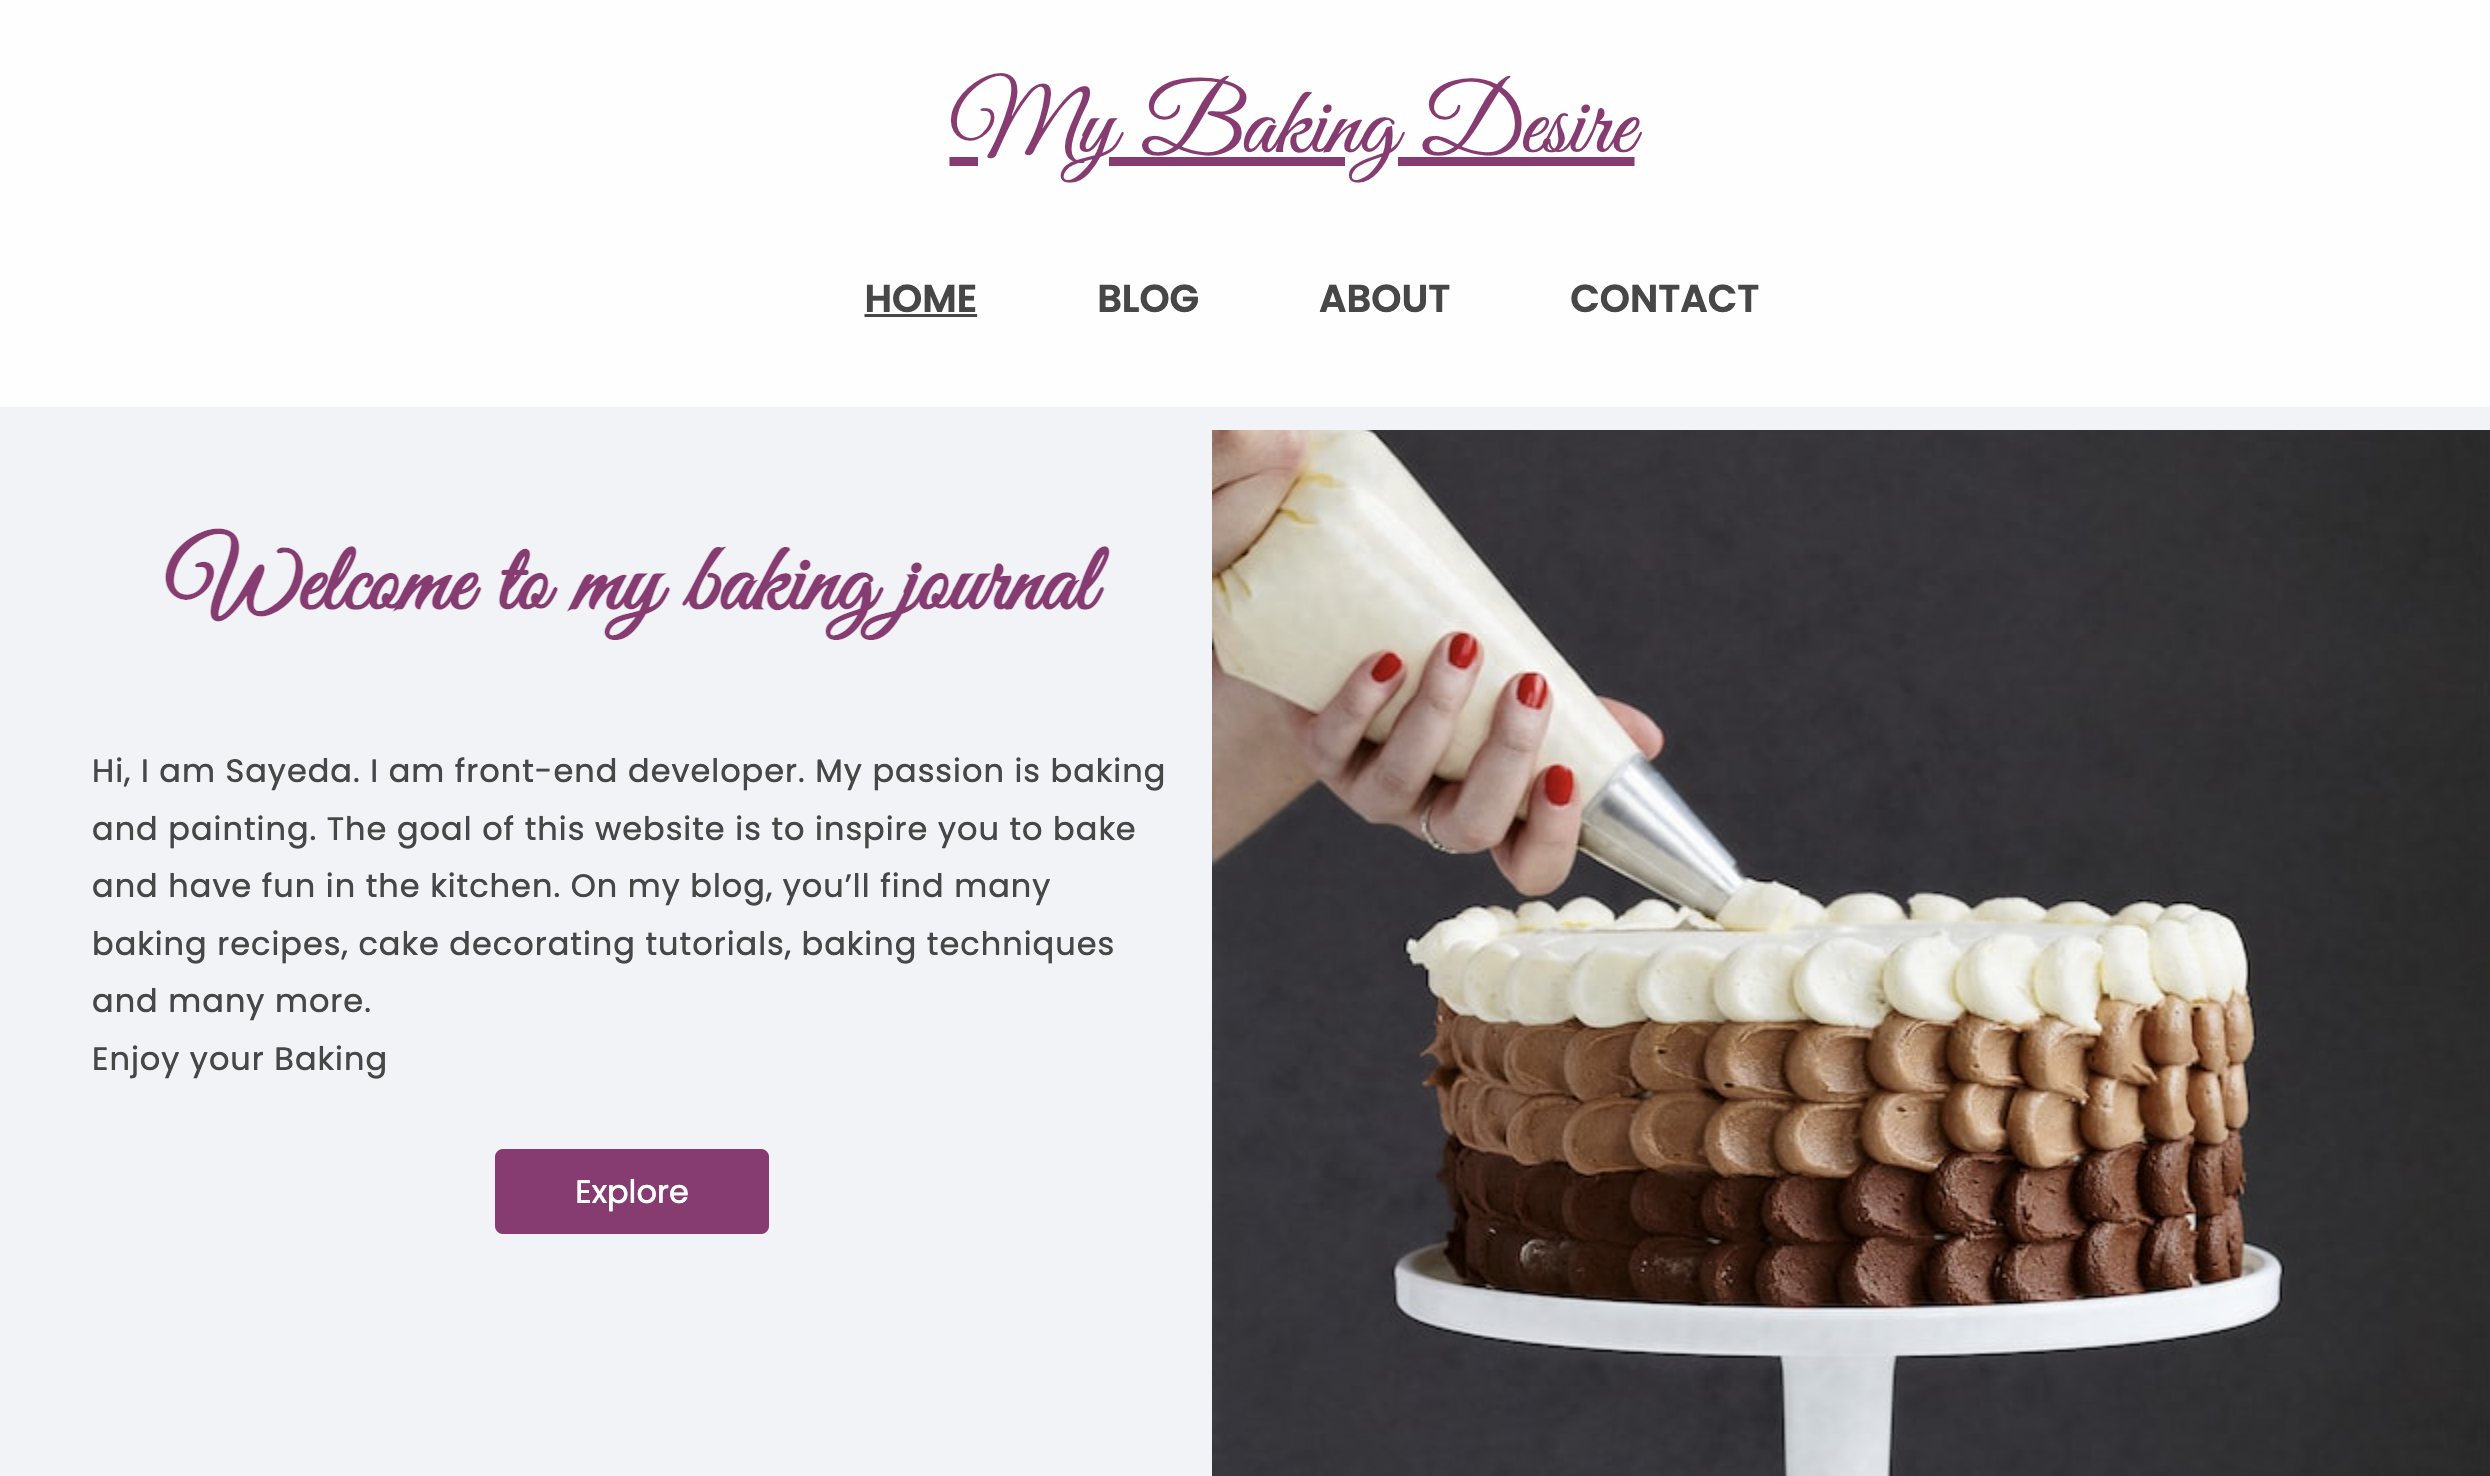 My Baking Desire
HOME BLOG ABOUT CONTACT
Welcome to my baking journal
Hi, I am Sayeda. I am front-end developer. My passion is baking
and painting. The goal of this website is to inspire you to bake
and have fun in the kitchen. On my blog, you’ll find many
baking recipes, cake decorating tutorials, baking techniques
and many more.
Enjoy your Baking
Explore